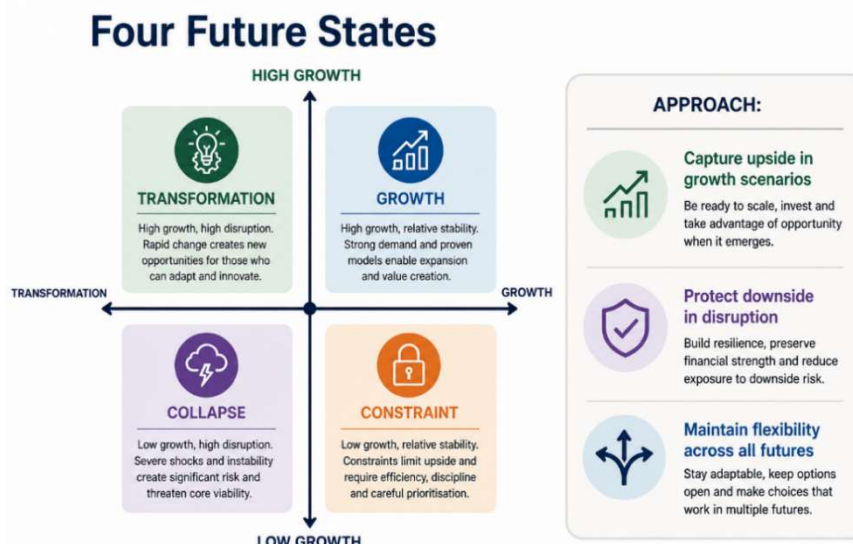 Four Future States
HIGH GROWTH
TRANSFORMATION
High growth, high disruption.
Rapid change creates new
opportunities for those who
can adapt and innovate.
GROWTH
High growth, relative stability.
Strong demand and proven
models enable expansion
and value creation.
TRANSFORMATION
GROWTH
COLLAPSE
Low growth, high disruption.
Severe shocks and instability
create significant risk and
threaten core viability.
CONSTRAINT
Low growth, relative stability.
Constraints limit upside and
require efficiency, discipline
and careful prioritisation.
LOW GROWTH
APPROACH:
Capture upside in
growth scenarios
Be ready to scale, invest and
take advantage of opportunity
when it emerges.
Protect downside
in disruption
Build resilience, preserve
financial strength and reduce
exposure to downside risk.
Maintain flexibility
across all futures
Stay adaptable, keep options
open and make choices that
work in multiple futures.